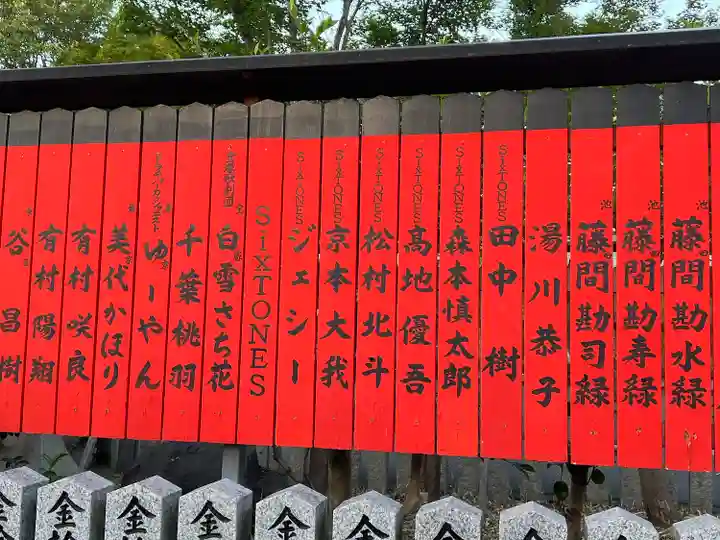 藤間勘水緑
藤間勘寿緑
藤間勘司緑
湯川恭子
SixTONES
田中樹
SixTONES
森本慎太郎
SixTONES
髙地優吾
SixTONES
松村北斗
SixTONES
京本大我
SixTONES
ジェシー
SixTONES
白雪さち花
千葉桃羽
ゆーやん
美代かほり
有村咲良
有村陽翔
谷昌樹
金
金
金
金
金
金
金
金